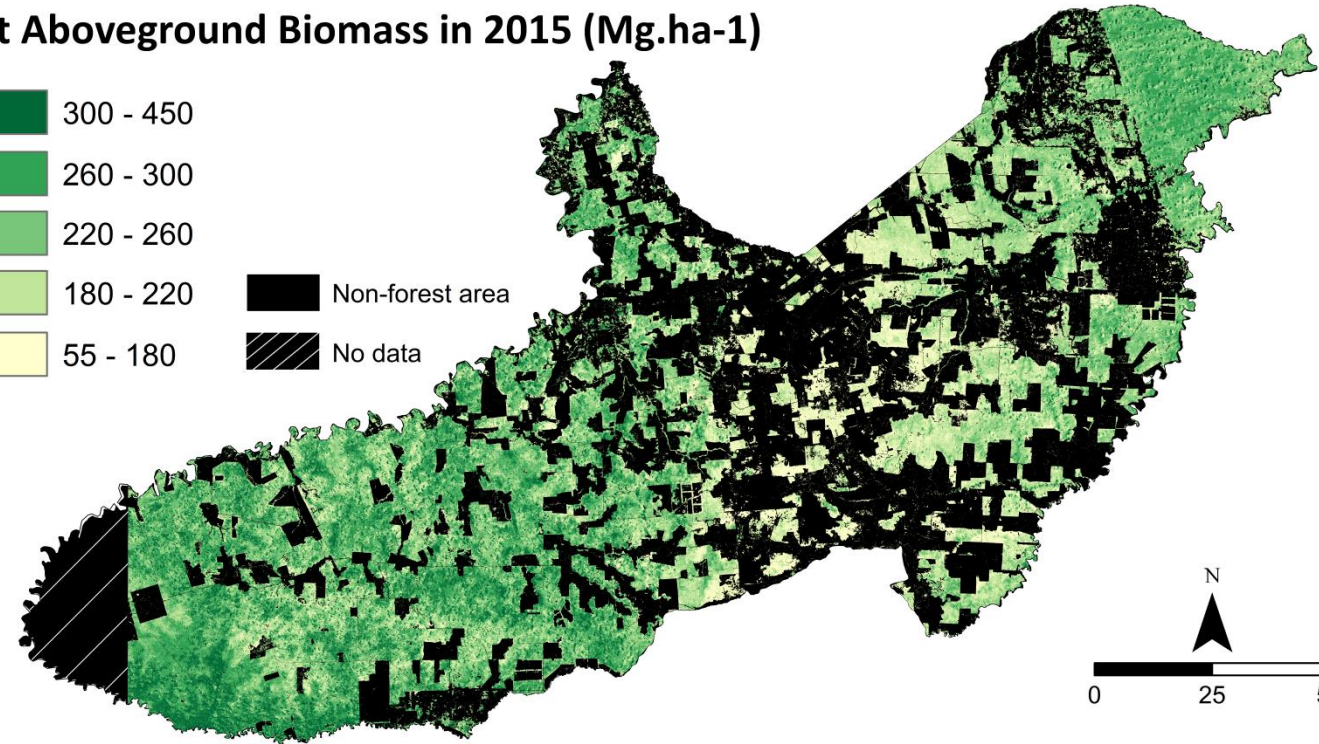 t Aboveground Biomass in 2015 (Mg.ha-1)
300 - 450
260 - 300
220 - 260
180 - 220
55 - 180
Non-forest area
No data
N
0 25